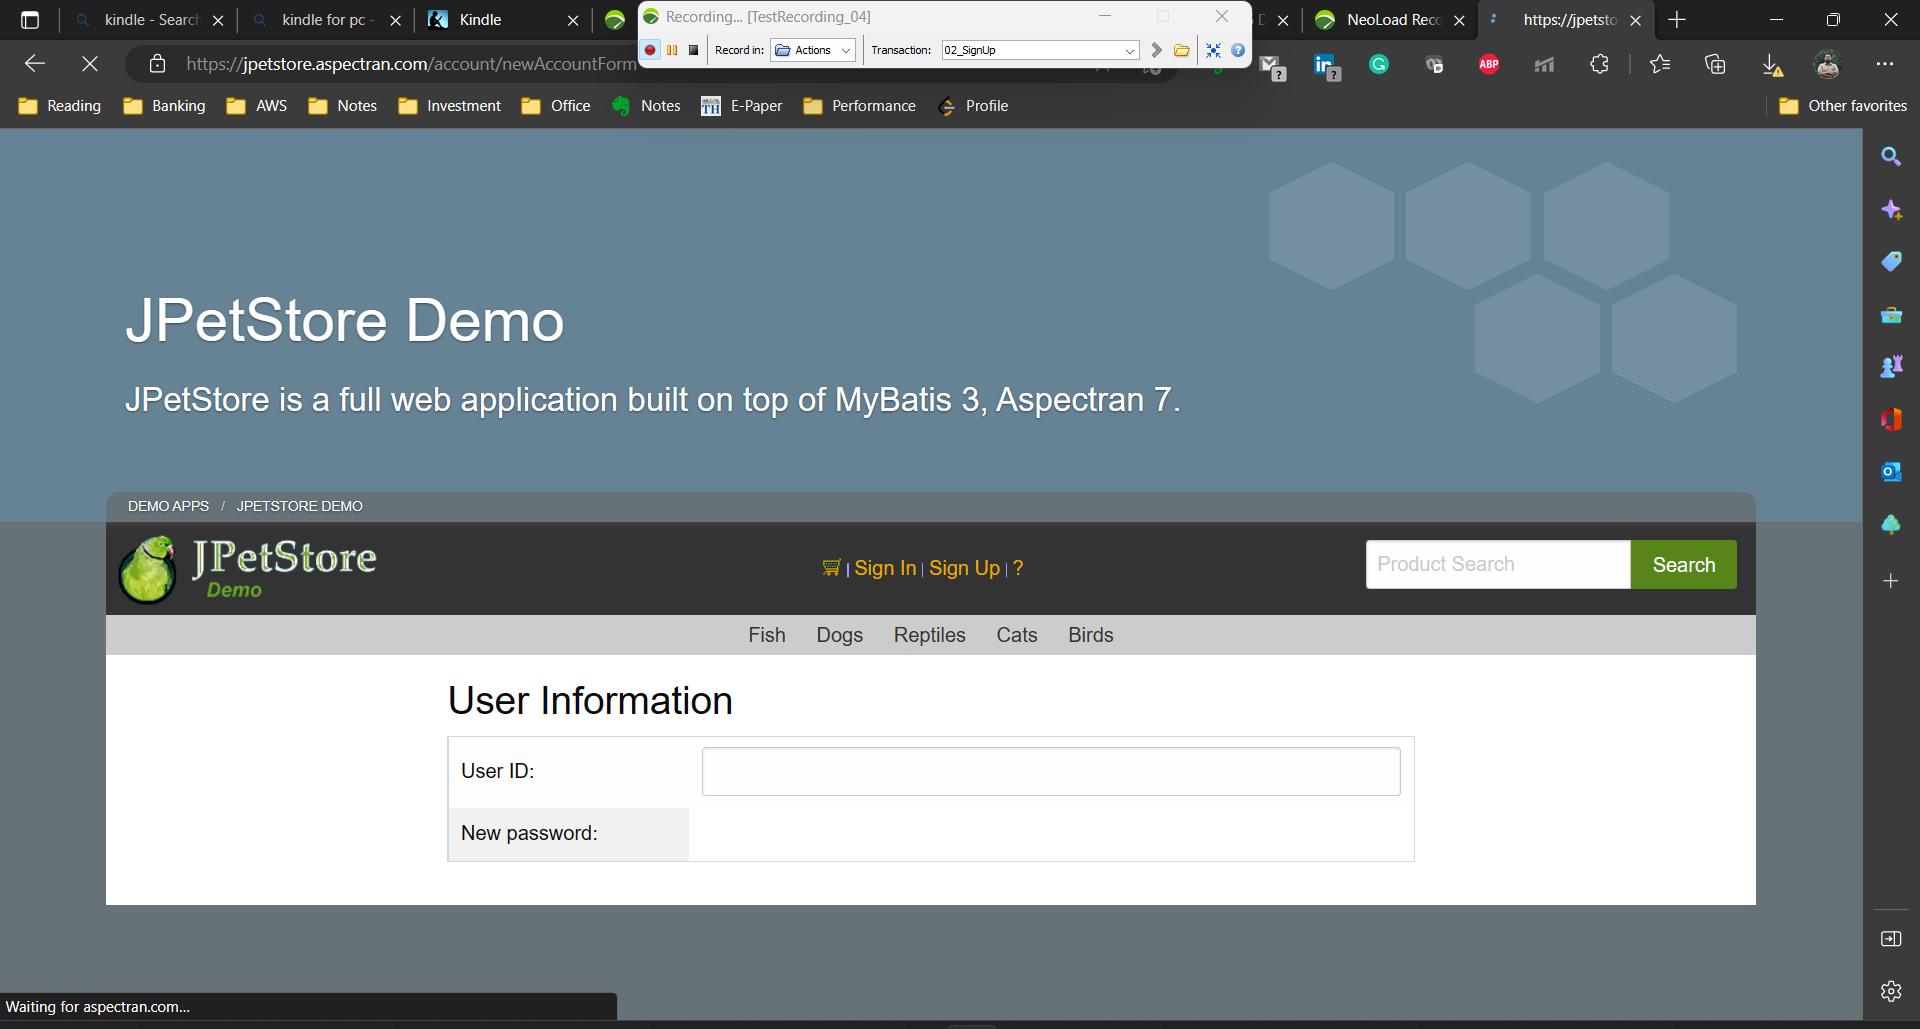 kindle - Search
kindle for pc -
Kindle
Recording... [TestRecording_04]
NeoLoad Reco
https://jpetsto
https://jpetstore.aspectran.com/account/newAccountForm
Record in: Actions
Transaction: 02_SignUp
ABP
Reading
Banking
AWS
Notes
Investment
Office
Notes
TH
E-Paper
Performance
Profile
Other favorites
JPetStore Demo
JPetStore is a full web application built on top of MyBatis 3, Aspectran 7.
DEMO APPS / JPETSTORE DEMO
JPetStore
Demo
| Sign In | Sign Up | ?
Product Search
Search
Fish Dogs Reptiles Cats Birds
User Information
User ID:
New password:
Waiting for aspectran.com...